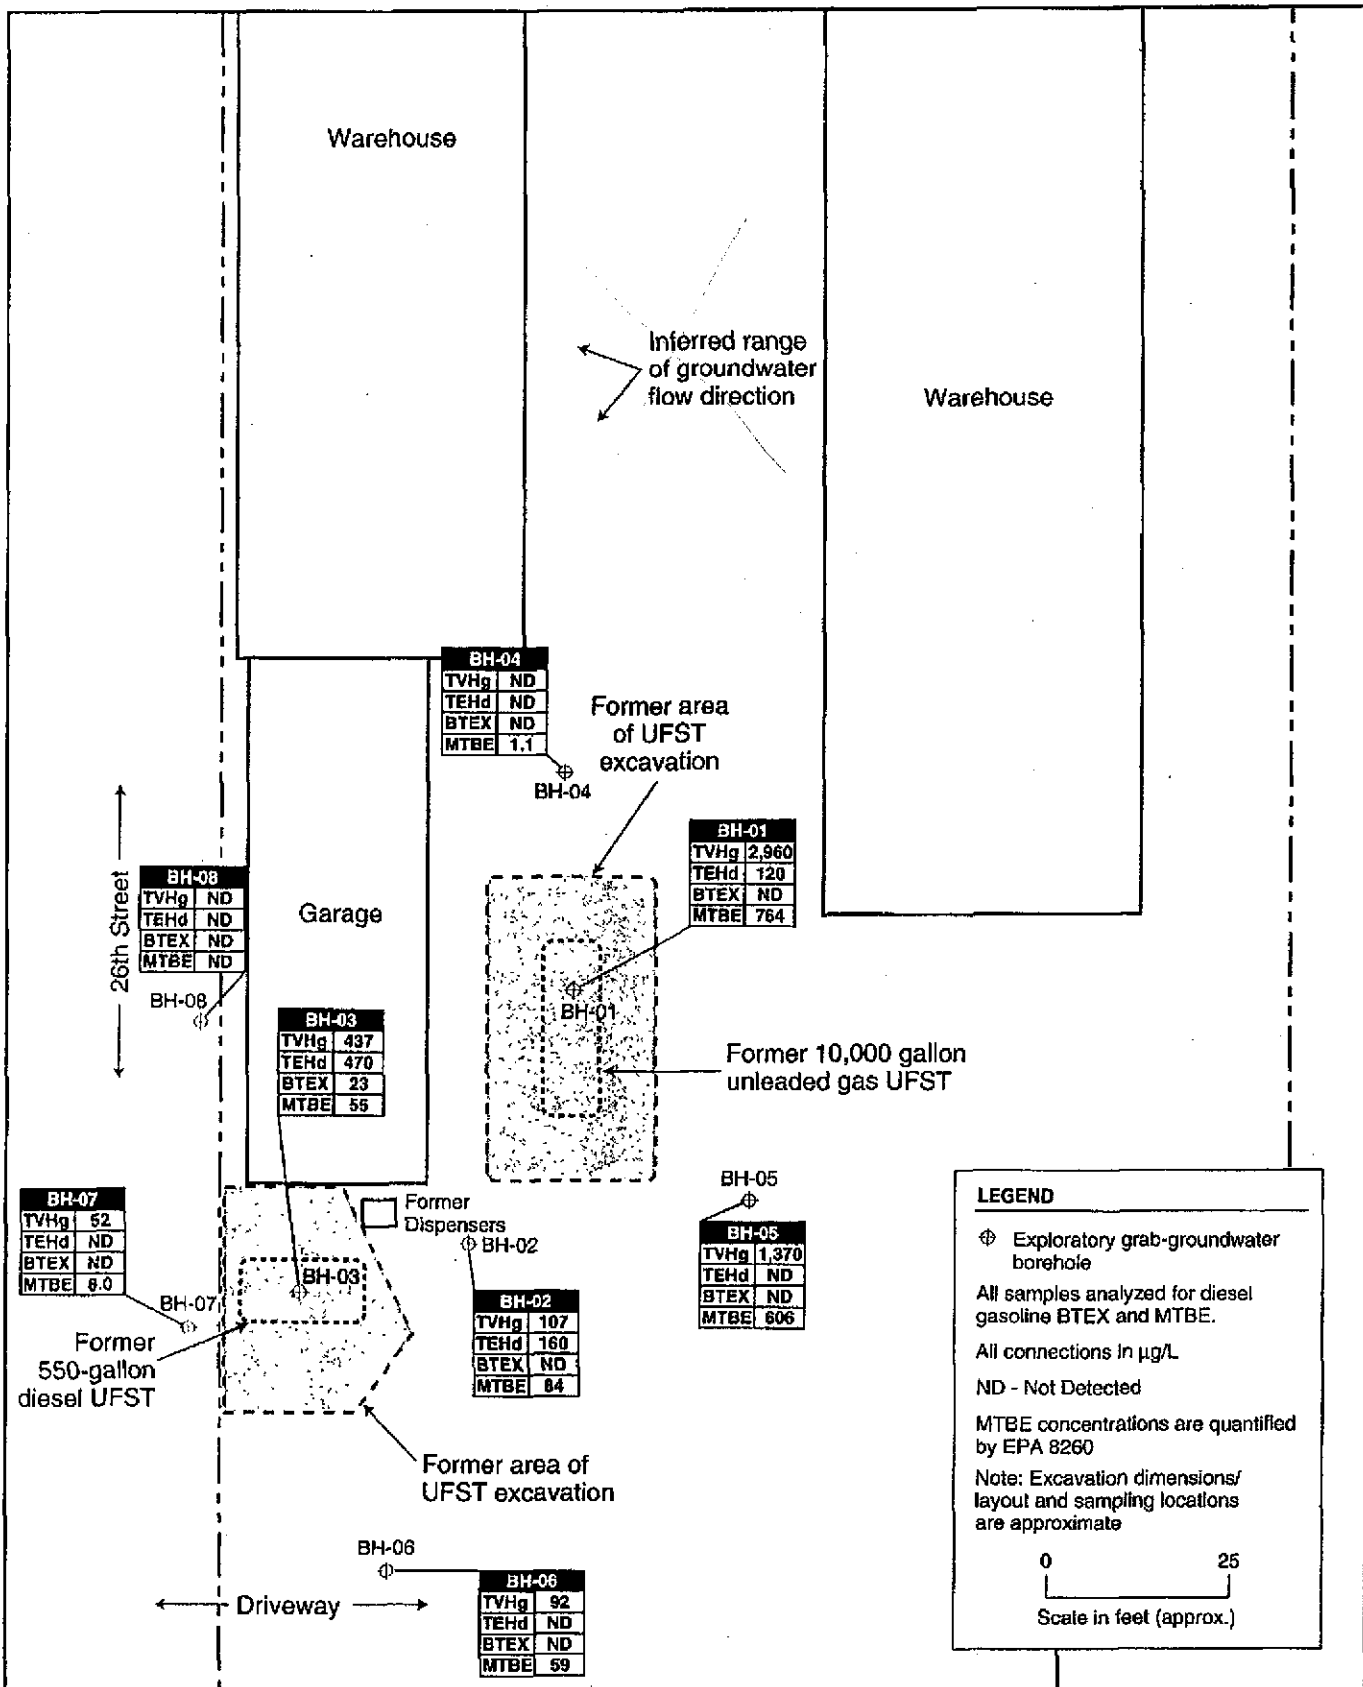 Warehouse
Inferred range
of groundwater
flow direction
Warehouse
BH-04
TVHg ND
TEHd ND
BTEX ND
MTBE 1.1
BH-04
Former area
of UFST
excavation
BH-01
TVHg 2,960
TEHd 120
BTEX ND
MTBE 764
BH-01
26th Street
BH-08
TVHg ND
TEHd ND
BTEX ND
MTBE ND
BH-08
Garage
BH-03
TVHg 437
TEHd 470
BTEX 23
MTBE 55
BH-03
Former 10,000 gallon
unleaded gas UFST
BH-07
TVHg 52
TEHd ND
BTEX ND
MTBE 8.0
BH-07
Former
Dispensers
BH-02
BH-02
TVHg 107
TEHd 160
BTEX ND
MTBE 84
BH-05
BH-05
TVHg 1,370
TEHd ND
BTEX ND
MTBE 606
Former
550-gallon
diesel UFST
Former area of
UFST excavation
BH-06
BH-06
TVHg 92
TEHd ND
BTEX ND
MTBE 59
Driveway
LEGEND
Exploratory grab-groundwater
borehole
All samples analyzed for diesel
gasoline BTEX and MTBE.
All connections in µg/L
ND - Not Detected
MTBE concentrations are quantified
by EPA 8260
Note: Excavation dimensions/
layout and sampling locations
are approximate
0 25
Scale in feet (approx.)